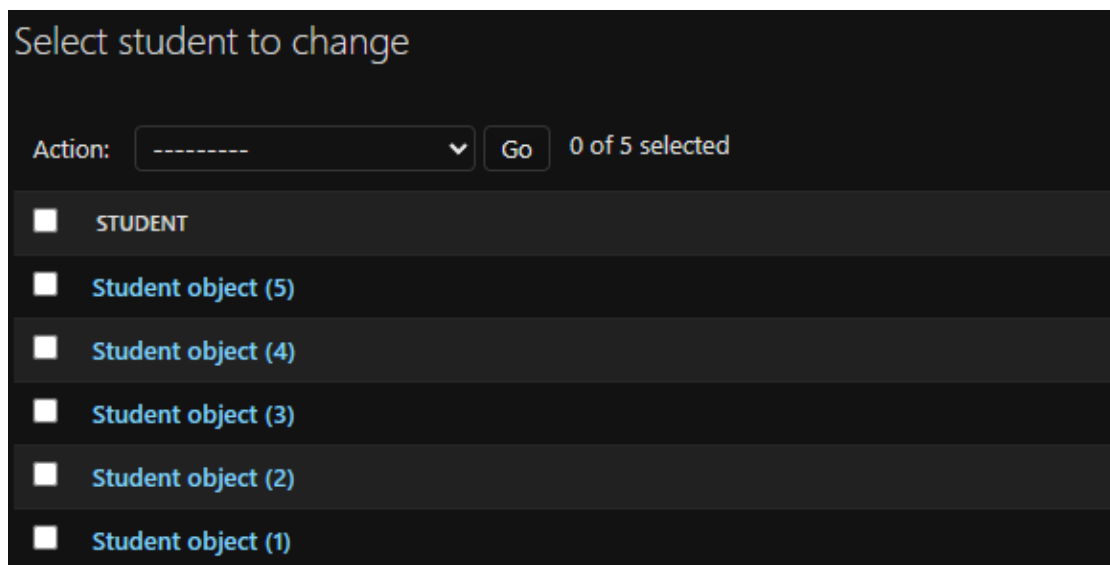 Select student to change
Action: --------- Go 0 of 5 selected
STUDENT
Student object (5)
Student object (4)
Student object (3)
Student object (2)
Student object (1)